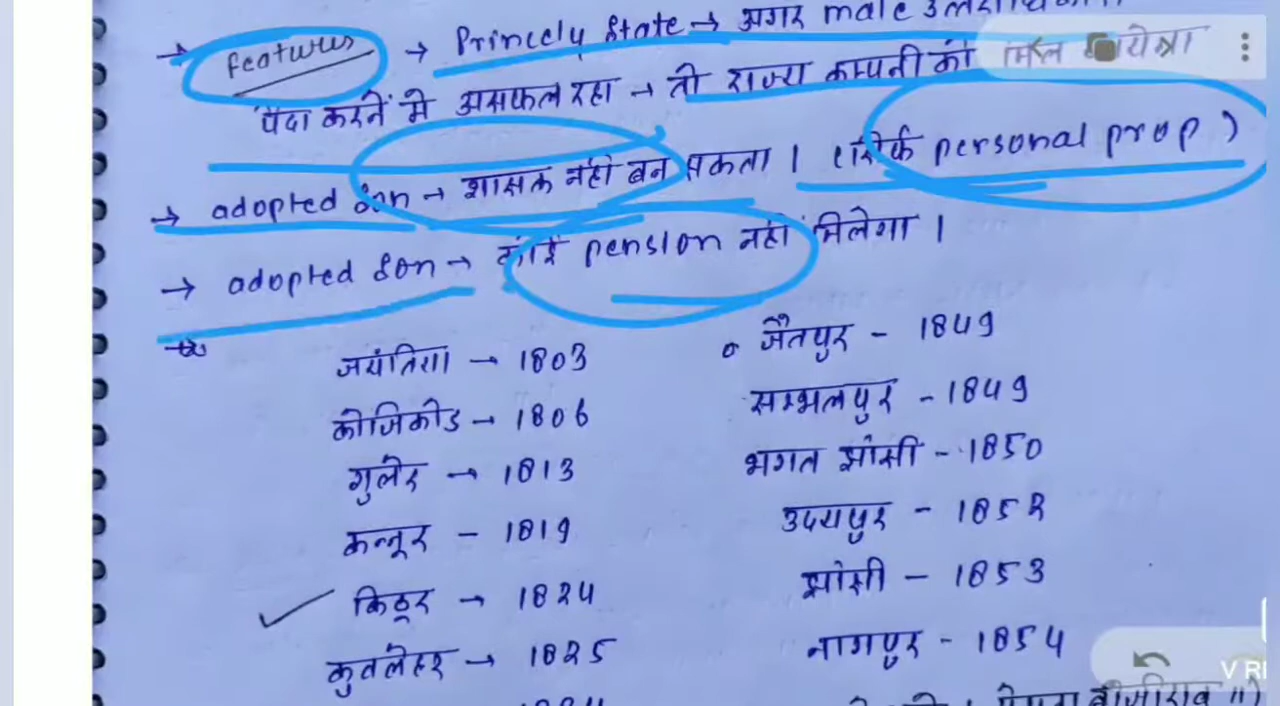 → features → Princely State → अगर male
पैदा करने मे असफल रहा → तो राज्य कम्पनी को मिल
→ adopted son → शासक नहीं बन सकता । (सिर्फ personal prop)
→ adopted son → कोई pension नहीं मिलेगा ।
जयंतिया → 1803
कोजिकोड → 1806
गुलेर → 1813
कन्नूर - 1819
किठूर → 1824
कुतलेहर → 1825
जैतपुर - 1849
सम्भलपुर - 1849
भगत झांसी - 1850
उदयपुर - 1852
झांसी - 1853
नागपुर - 1854